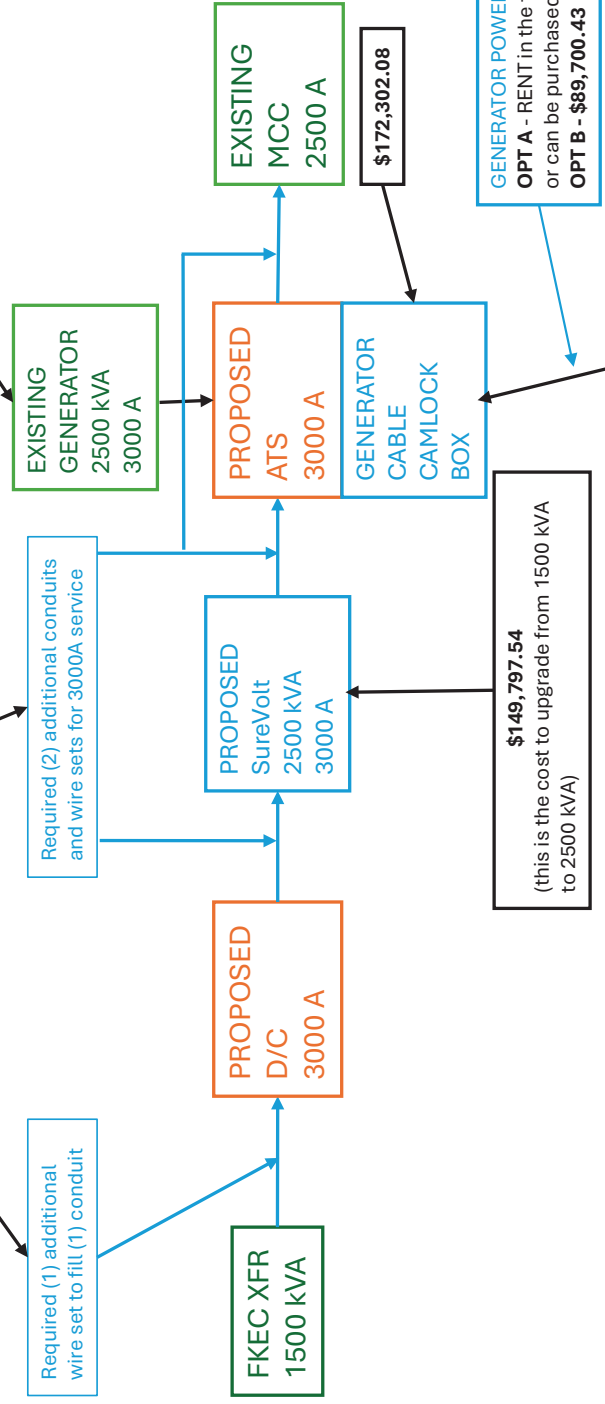 Required (1) additional
wire set to fill (1) conduit
FKEC XFR
1500 kVA
PROPOSED
D/C
3000 A
Required (2) additional conduits
and wire sets for 3000A service
PROPOSED
SureVolt
2500 kVA
3000 A
$149,797.54
(this is the cost to upgrade from 1500 kVA
to 2500 kVA)
EXISTING
GENERATOR
2500 kVA
3000 A
PROPOSED
ATS
3000 A
GENERATOR
CABLE
CAMLOCK
BOX
EXISTING
MCC
2500 A
$172,302.08
GENERATOR POWER
OPT A - RENT in the
or can be purchased
OPT B - $89,700.43